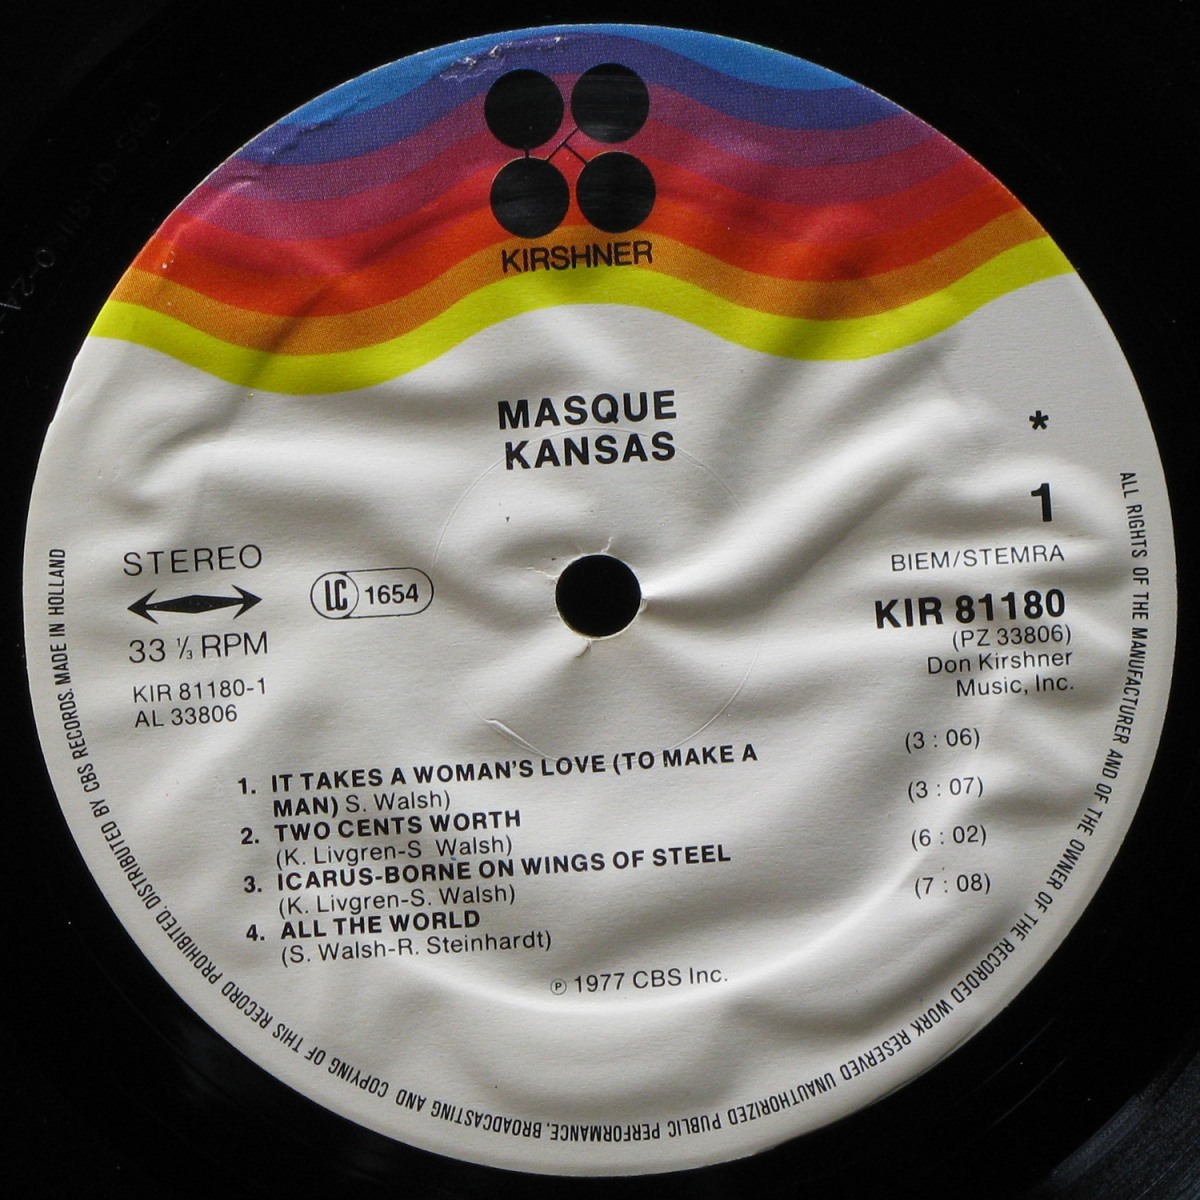 KIRSHNER
MASQUE
KANSAS
*
1
STEREO
33 ⅓ RPM
KIR 81180-1
AL 33806
LC 1654
BIEM/STEMRA
KIR 81180
(PZ 33806)
Don Kirshner
Music, Inc.
1. IT TAKES A WOMAN'S LOVE (TO MAKE A (3 : 06)
MAN) S. Walsh)
2. TWO CENTS WORTH (3 : 07)
(K. Livgren-S Walsh)
3. ICARUS-BORNE ON WINGS OF STEEL (6 : 02)
(K. Livgren-S. Walsh)
4. ALL THE WORLD (7 : 08)
(S. Walsh-R. Steinhardt)
℗ 1977 CBS Inc.
ALL RIGHTS OF THE MANUFACTURER AND OF THE OWNER OF THE RECORDED WORK RESERVED UNAUTHORIZED PUBLIC PERFORMANCE, BROADCASTING AND COPYING OF THIS RECORD PROHIBITED. DISTRIBUTED BY CBS RECORDS. MADE IN HOLLAND